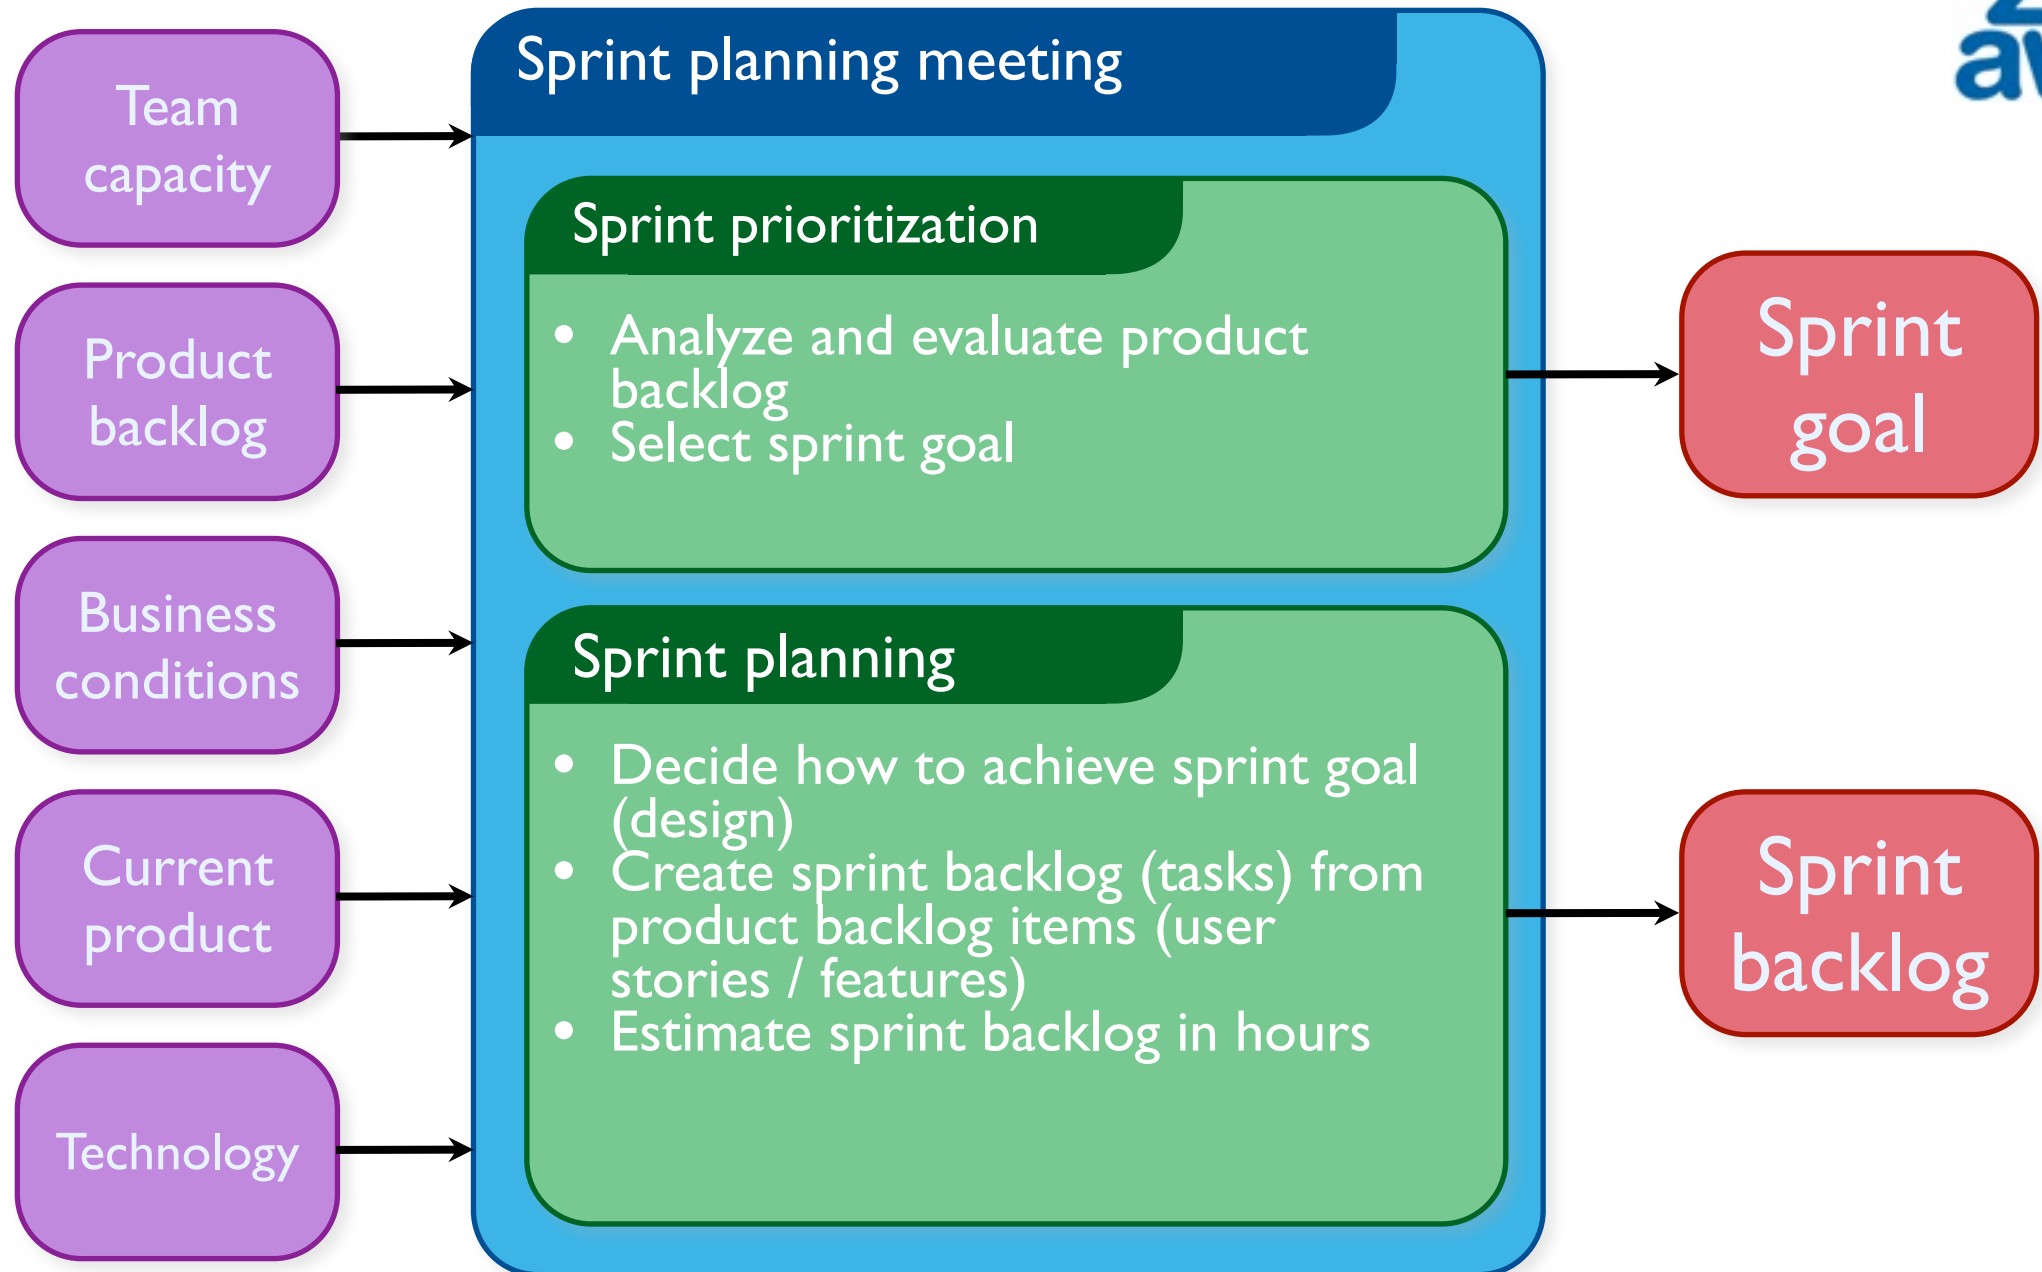 Team
capacity
Product
backlog
Business
conditions
Current
product
Technology
Sprint planning meeting
Sprint prioritization
• Analyze and evaluate product
backlog
• Select sprint goal
Sprint planning
• Decide how to achieve sprint goal
(design)
• Create sprint backlog (tasks) from
product backlog items (user
stories / features)
• Estimate sprint backlog in hours
Sprint
goal
Sprint
backlog